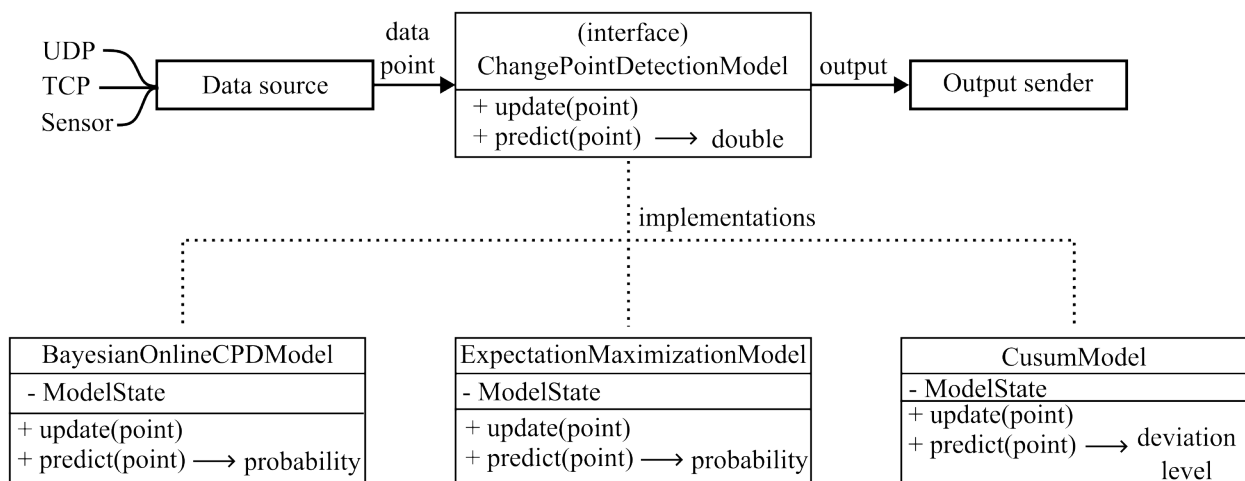 UDP
TCP
Sensor
Data source
data
point
(interface)
ChangePointDetectionModel
+ update(point)
+ predict(point) ⟶ double
output
Output sender
implementations
BayesianOnlineCPDModel
- ModelState
+ update(point)
+ predict(point) ⟶ probability
ExpectationMaximizationModel
- ModelState
+ update(point)
+ predict(point) ⟶ probability
CusumModel
- ModelState
+ update(point)
+ predict(point) ⟶ deviation
level